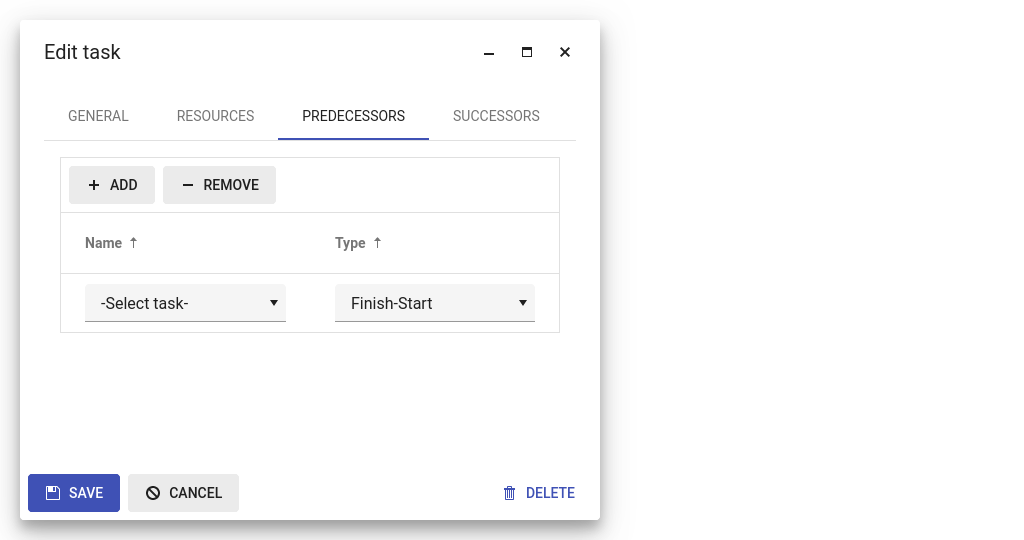 Edit task
GENERAL RESOURCES PREDECESSORS SUCCESSORS
ADD REMOVE
Name Type
-Select task- Finish-Start
SAVE CANCEL DELETE